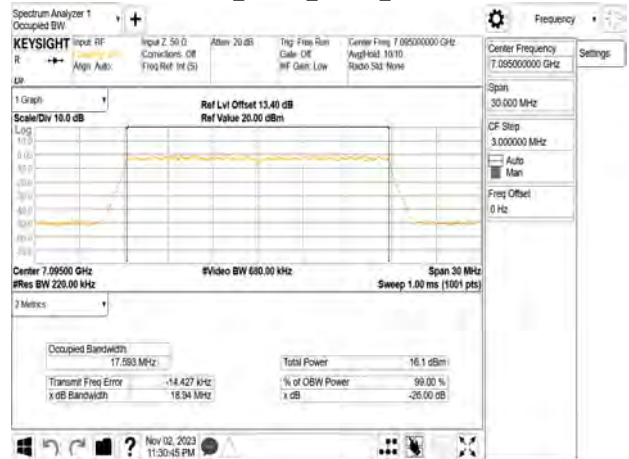 Spectrum Analyzer 1
Occupied BW
Frequency
KEYSIGHT
R
Input: RF
Align: Auto
Input Z: 50 Ω
Corrections: Off
Freq Ref: Int (S)
Atten: 20 dB
Trig: Free Run
Gate: Off
#IF Gain: Low
Center Freq: 7.095000000 GHz
Avg|Hold: 10/10
Radio Std: None
Center Frequency
7.095000000 GHz
Settings
Span
30.000 MHz
CF Step
3.000000 MHz
Auto
Man
Freq Offset
0 Hz
1 Graph
Scale/Div 10.0 dB
Ref Lvl Offset 13.40 dB
Ref Value 20.00 dBm
Log
Center 7.09500 GHz
#Res BW 220.00 kHz
#Video BW 680.00 kHz
Span 30 MHz
Sweep 1.00 ms (1001 pts)
2 Metrics
Occupied Bandwidth
17.593 MHz
Total Power 16.1 dBm
Transmit Freq Error -14.427 kHz
% of OBW Power 99.00 %
x dB Bandwidth 18.94 MHz
x dB -26.00 dB
?
Nov 02, 2023
11:30:45 PM